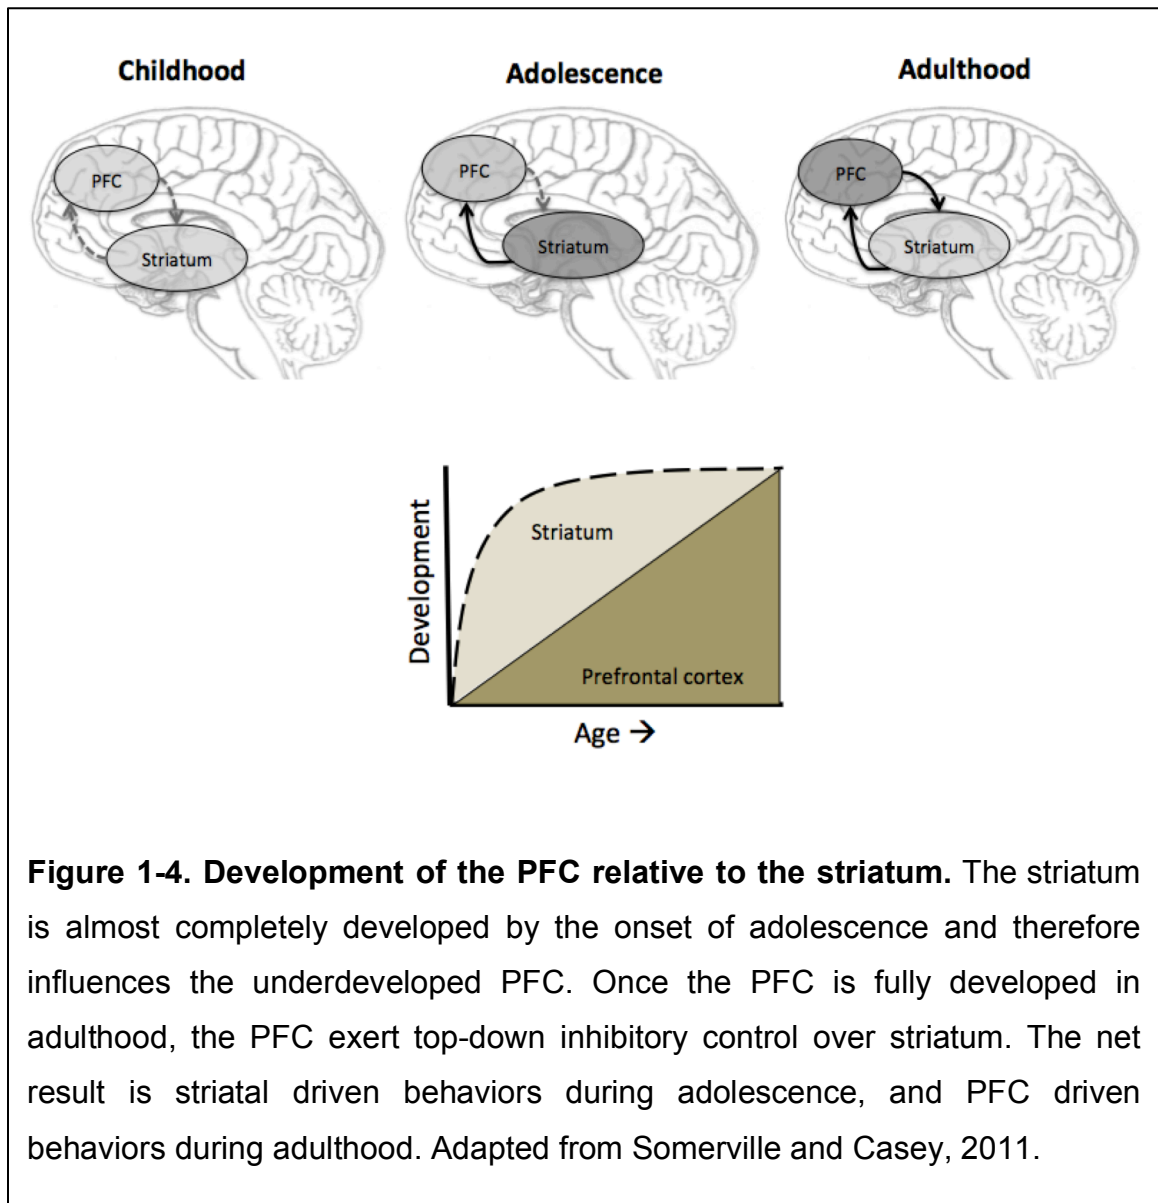 Childhood
Adolescence
Adulthood
PFC
Striatum
PFC
Striatum
PFC
Striatum
Development
Striatum
Prefrontal cortex
Age →
Figure 1-4. Development of the PFC relative to the striatum. The striatum
is almost completely developed by the onset of adolescence and therefore
influences the underdeveloped PFC. Once the PFC is fully developed in
adulthood, the PFC exert top-down inhibitory control over striatum. The net
result is striatal driven behaviors during adolescence, and PFC driven
behaviors during adulthood. Adapted from Somerville and Casey, 2011.